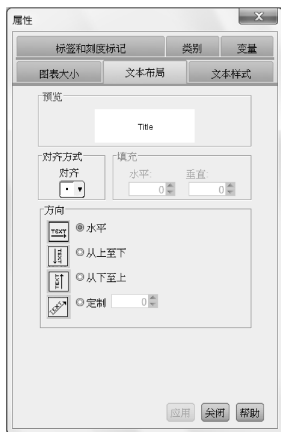 属性
标签和刻度标记 类别 变量
图表大小 文本布局 文本样式
预览
Title
对齐方式 填充
对齐 水平: 垂直:
0 0
方向
TEXT 水平
TEXT 从上至下
TEXT 从下至上
TEXT 定制 0
应用 关闭 帮助